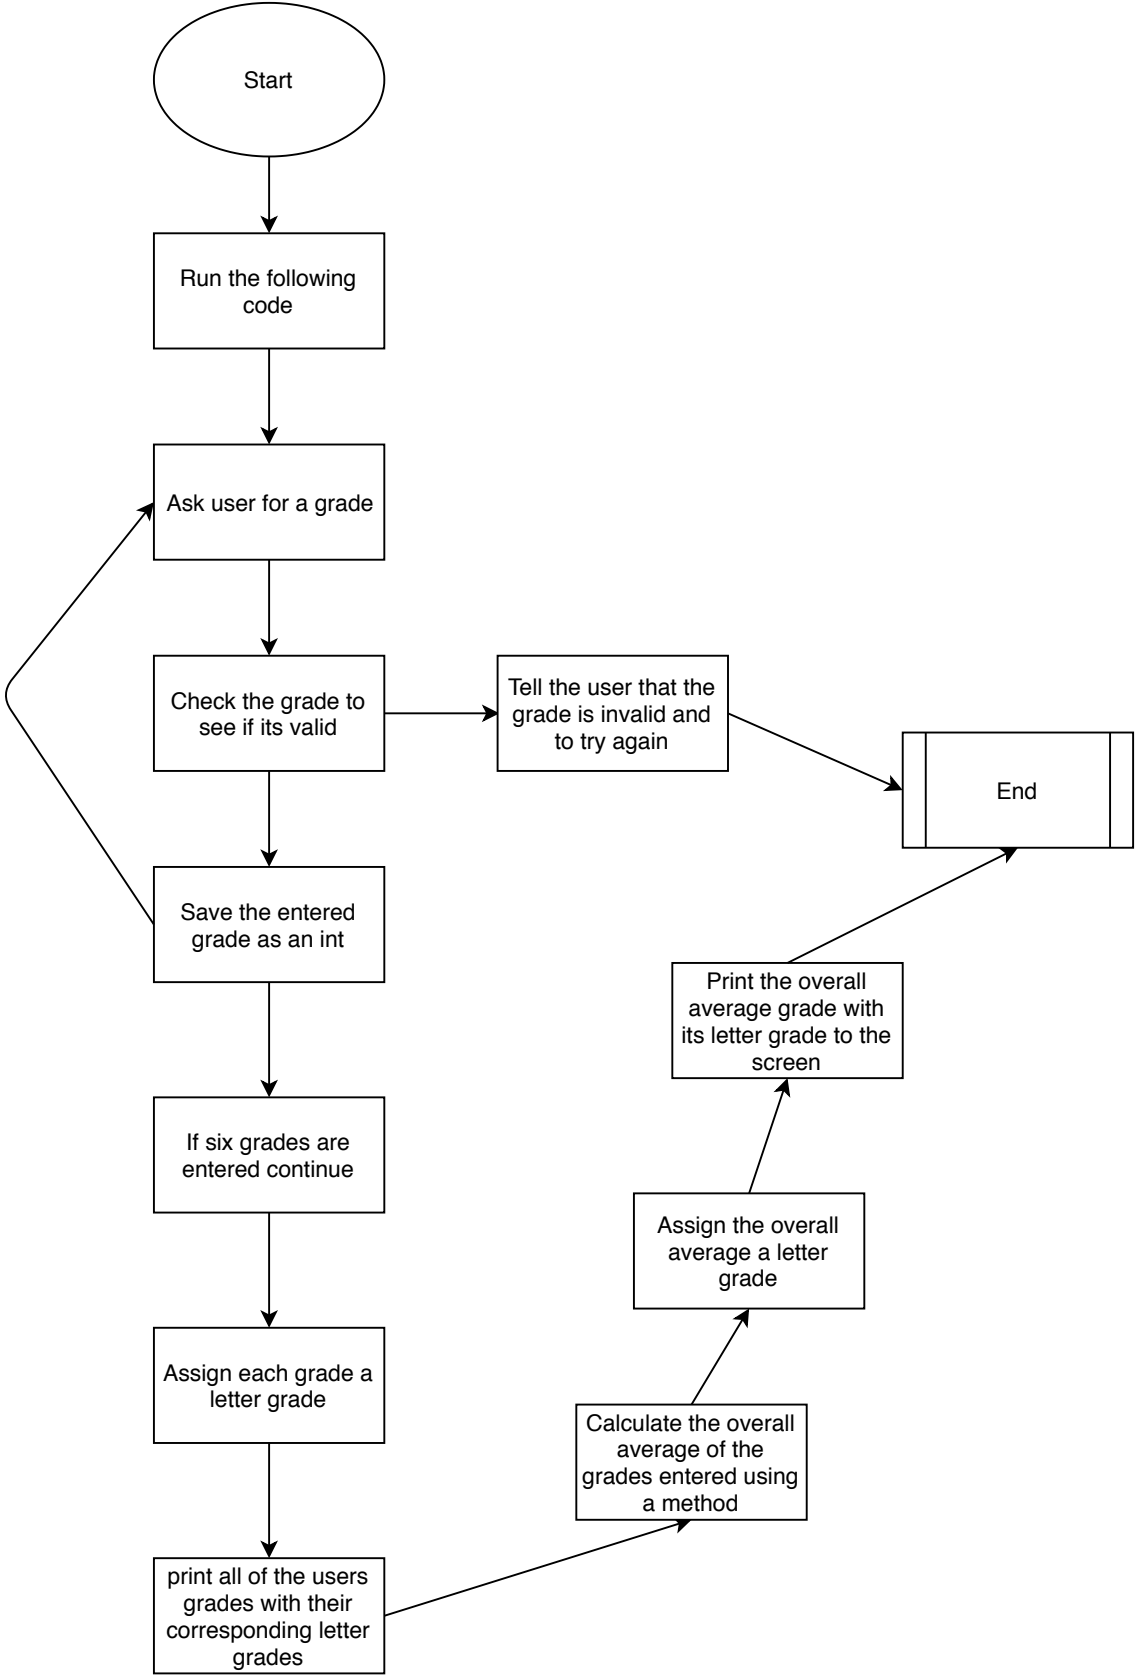 Start
Run the following
code
Ask user for a grade
Check the grade to
see if its valid
Tell the user that the
grade is invalid and
to try again
End
Save the entered
grade as an int
If six grades are
entered continue
Assign each grade a
letter grade
print all of the users
grades with their
corresponding letter
grades
Calculate the overall
average of the
grades entered using
a method
Assign the overall
average a letter
grade
Print the overall
average grade with
its letter grade to the
screen